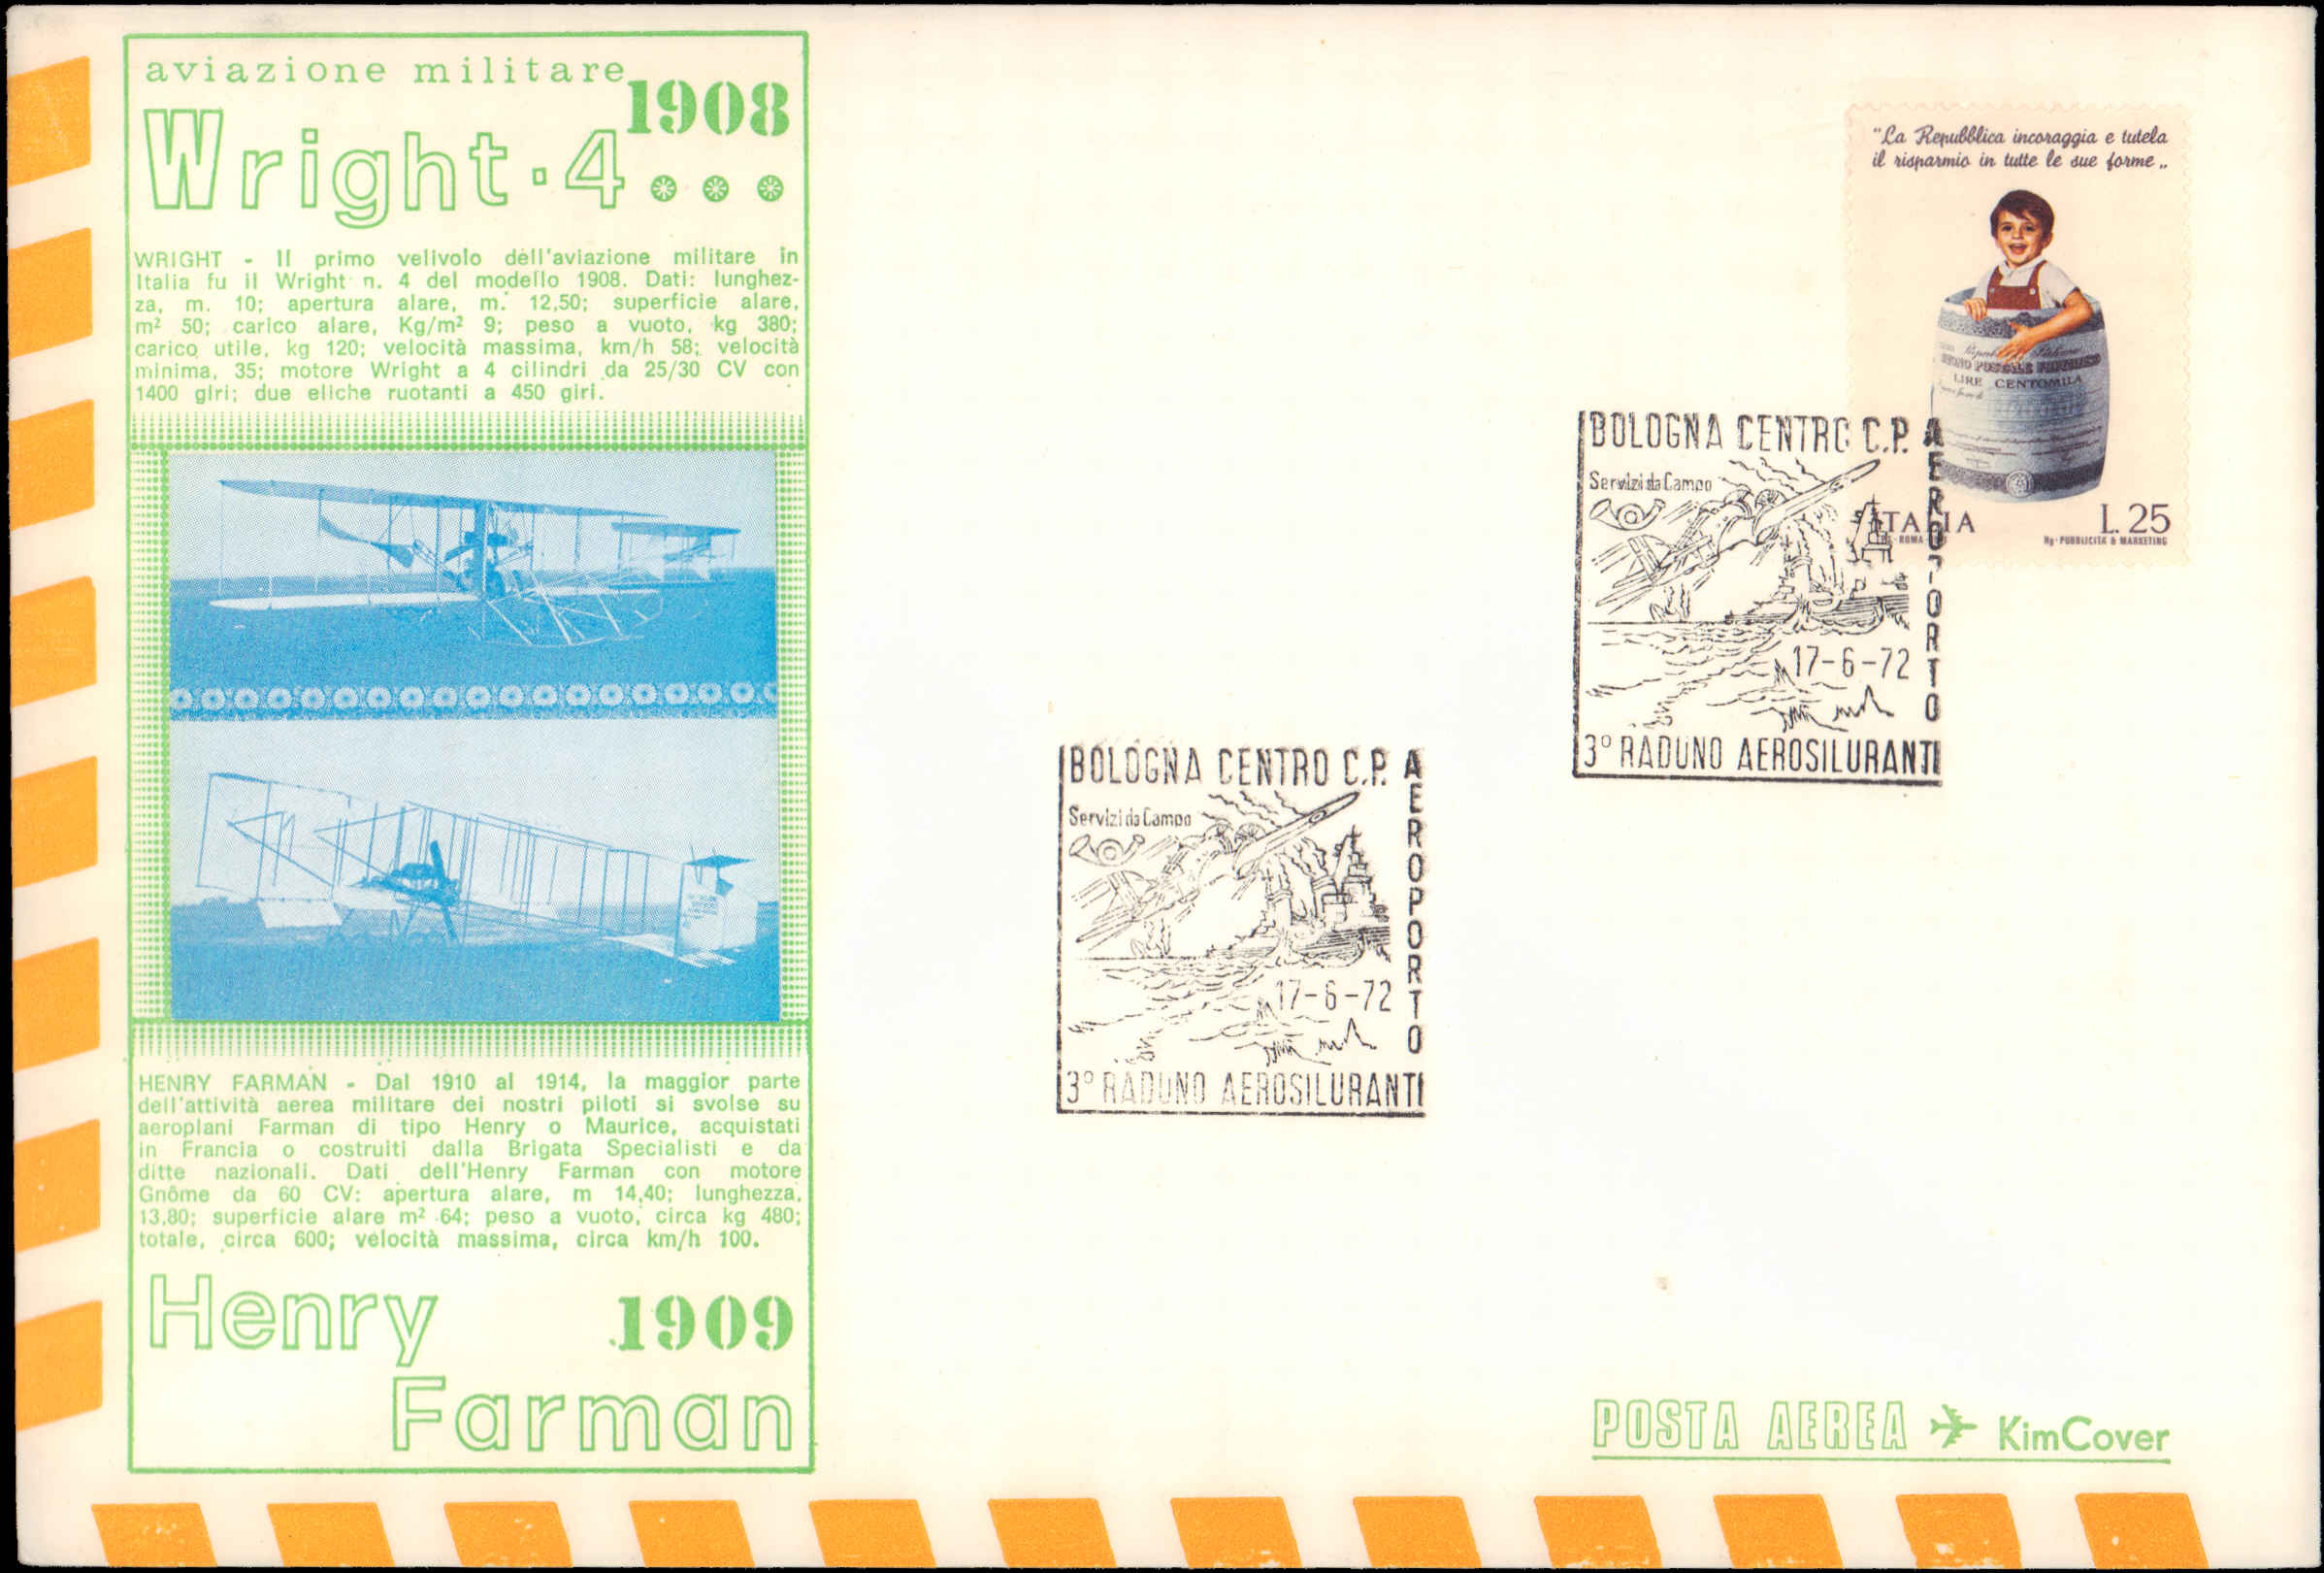 aviazione militare
1908
Wright · 4
WRIGHT - Il primo velivolo dell'aviazione militare in
Italia fu il Wright n. 4 del modello 1908. Dati: lunghez-
za, m. 10; apertura alare, m. 12,50; superficie alare,
m² 50; carico alare, Kg/m² 9; peso a vuoto, kg 380;
carico utile, kg 120; velocità massima, km/h 58; velocità
minima, 35; motore Wright a 4 cilindri da 25/30 CV con
1400 giri; due eliche ruotanti a 450 giri.
HENRY FARMAN - Dal 1910 al 1914, la maggior parte
dell'attività aerea militare dei nostri piloti si svolse su
aeroplani Farman di tipo Henry o Maurice, acquistati
in Francia o costruiti dalla Brigata Specialisti e da
ditte nazionali. Dati dell'Henry Farman con motore
Gnôme da 60 CV: apertura alare, m 14,40; lunghezza,
13,80; superficie alare m² 64; peso a vuoto, circa kg 480;
totale, circa 600; velocità massima, circa km/h 100.
Henry 1909
Farman
BOLOGNA CENTRO C.P.
AEROPORTO
Servizi da Campo
17-6-72
3° RADUNO AEROSILURANTI
"La Repubblica incoraggia e tutela
il risparmio in tutte le sue forme„
LIRE CENTOMILA
ITALIA L.25
ROMA
PUBBLICITÀ & MARKETING
BOLOGNA CENTRO C.P.
AEROPORTO
Servizi da Campo
17-6-72
3° RADUNO AEROSILURANTI
POSTA AEREA KimCover